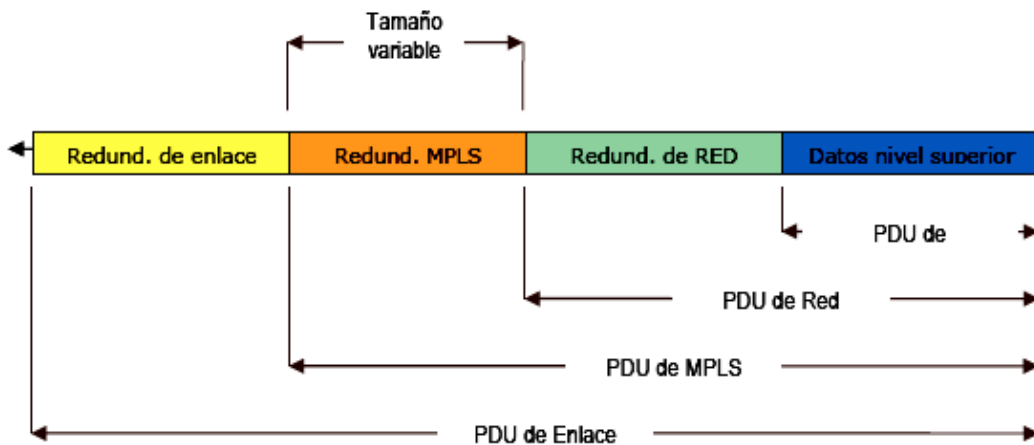 Tamaño
variable
Redund. de enlace
Redund. MPLS
Redund. de RED
Datos nivel superior
PDU de
PDU de Red
PDU de MPLS
PDU de Enlace